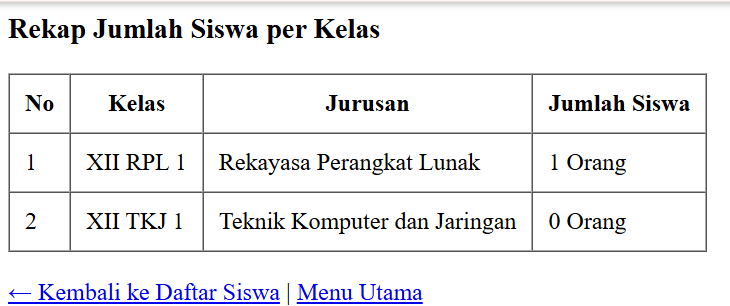 Rekap Jumlah Siswa per Kelas
No Kelas Jurusan Jumlah Siswa
1 XII RPL 1 Rekayasa Perangkat Lunak 1 Orang
2 XII TKJ 1 Teknik Komputer dan Jaringan 0 Orang
← Kembali ke Daftar Siswa | Menu Utama